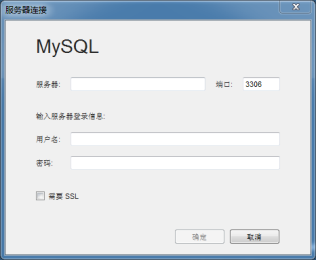 服务器连接
MySQL
服务器: 端口: 3306
输入服务器登录信息:
用户名:
密码:
需要 SSL
确定 取消